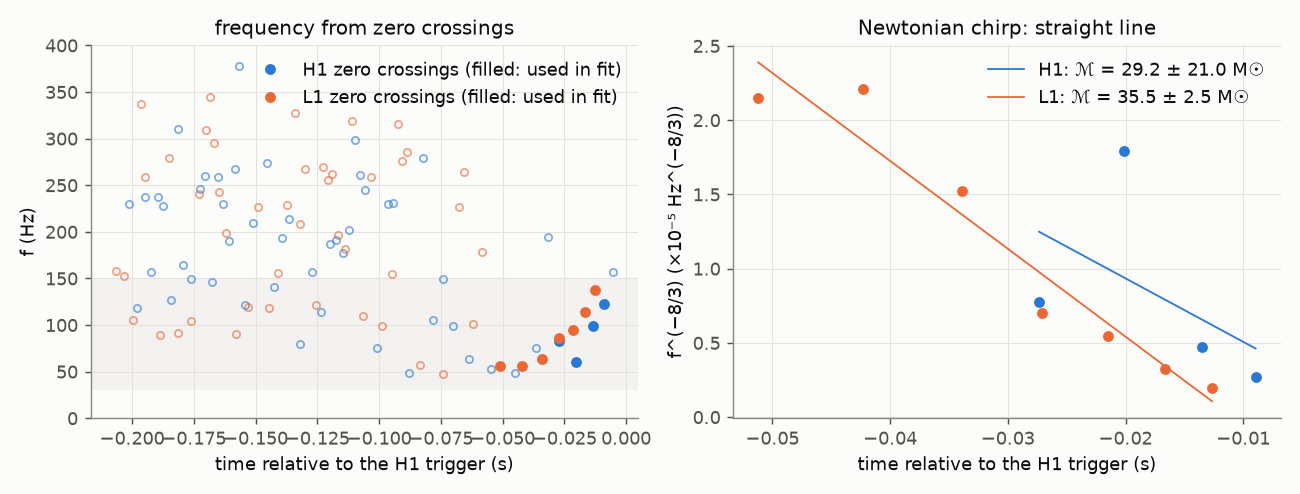 frequency from zero crossings
400
350
300
250
200
150
100
50
0
f (Hz)
H1 zero crossings (filled: used in fit)
L1 zero crossings (filled: used in fit)
−0.200 −0.175 −0.150 −0.125 −0.100 −0.075 −0.050 −0.025 0.000
time relative to the H1 trigger (s)
Newtonian chirp: straight line
2.5
2.0
1.5
1.0
0.5
0.0
f^(−8/3) (×10⁻⁵ Hz^(−8/3))
H1: ℳ = 29.2 ± 21.0 M☉
L1: ℳ = 35.5 ± 2.5 M☉
−0.05 −0.04 −0.03 −0.02 −0.01
time relative to the H1 trigger (s)